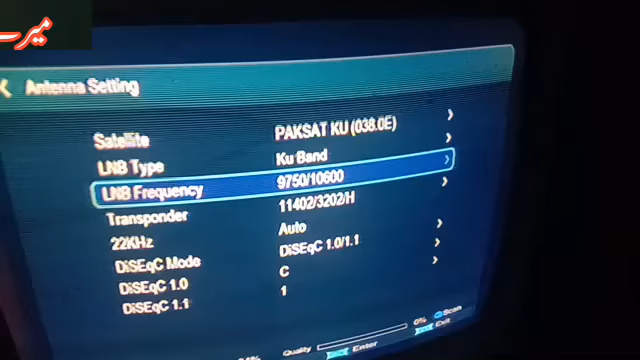 میرے
Antenna Setting
Satellite PAKSAT KU (038.0E)
LNB Type Ku Band
LNB Frequency 9750/10600
Transponder 11402/3202/H
22KHz Auto
DiSEqC Mode DiSEqC 1.0/1.1
DiSEqC 1.0 C
DiSEqC 1.1 1
Quality 0% Scan
Enter Exit